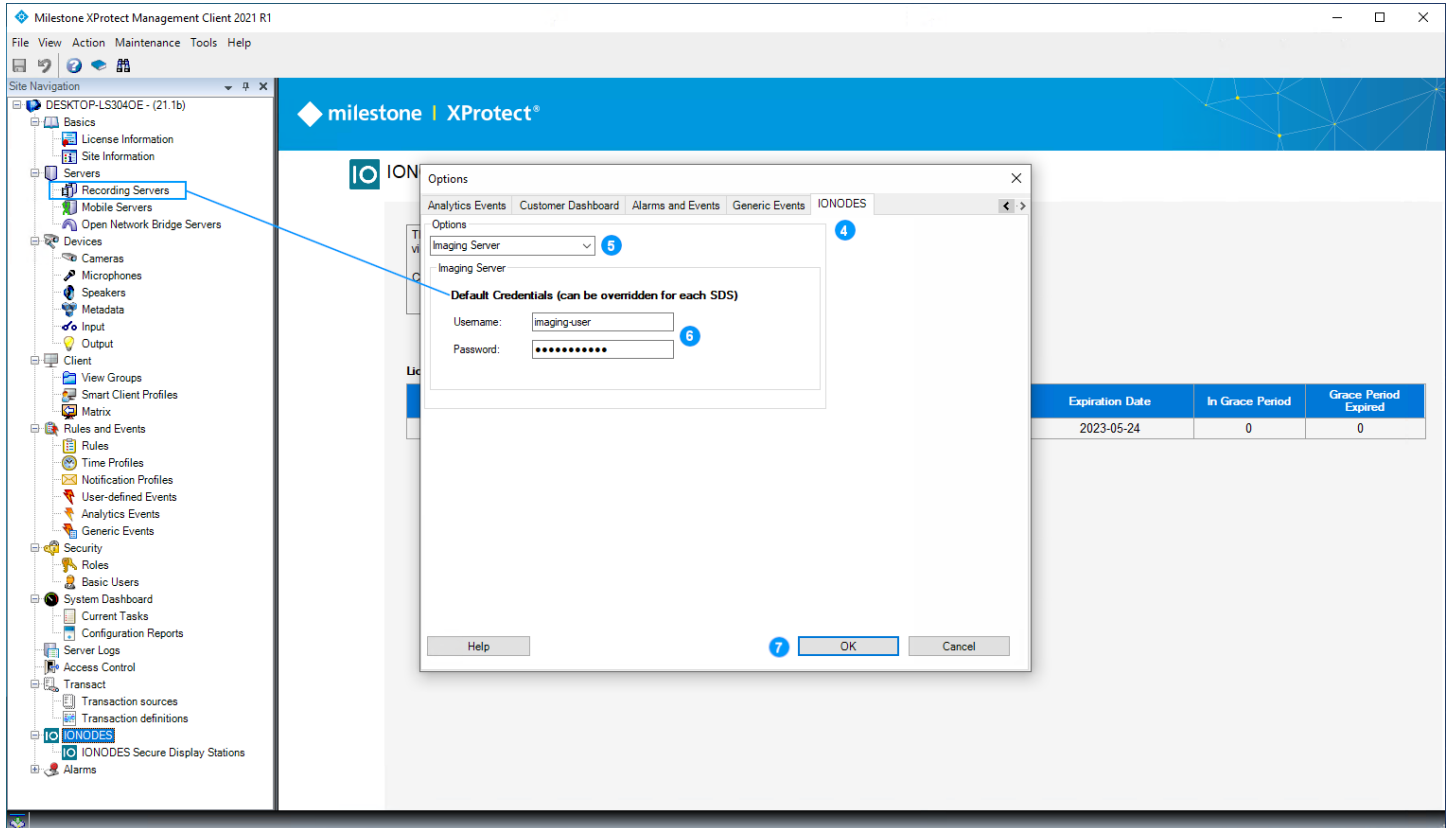 Milestone XProtect Management Client 2021 R1
File View Action Maintenance Tools Help
Site Navigation
DESKTOP-LS304OE - (21.1b)
Basics
License Information
Site Information
Servers
Recording Servers
Mobile Servers
Open Network Bridge Servers
Devices
Cameras
Microphones
Speakers
Metadata
Input
Output
Client
View Groups
Smart Client Profiles
Matrix
Rules and Events
Rules
Time Profiles
Notification Profiles
User-defined Events
Analytics Events
Generic Events
Security
Roles
Basic Users
System Dashboard
Current Tasks
Configuration Reports
Server Logs
Access Control
Transact
Transaction sources
Transaction definitions
IO IONODES
IO IONODES Secure Display Stations
Alarms
milestone | XProtect®
IO ION
Options
Analytics Events Customer Dashboard Alarms and Events Generic Events IONODES
4
Options
Imaging Server 5
Imaging Server
Default Credentials (can be overridden for each SDS)
Username: imaging-user
6
Password: ●●●●●●●●●●●
Help 7 OK Cancel
Lic
Expiration Date In Grace Period Grace Period Expired
2023-05-24 0 0